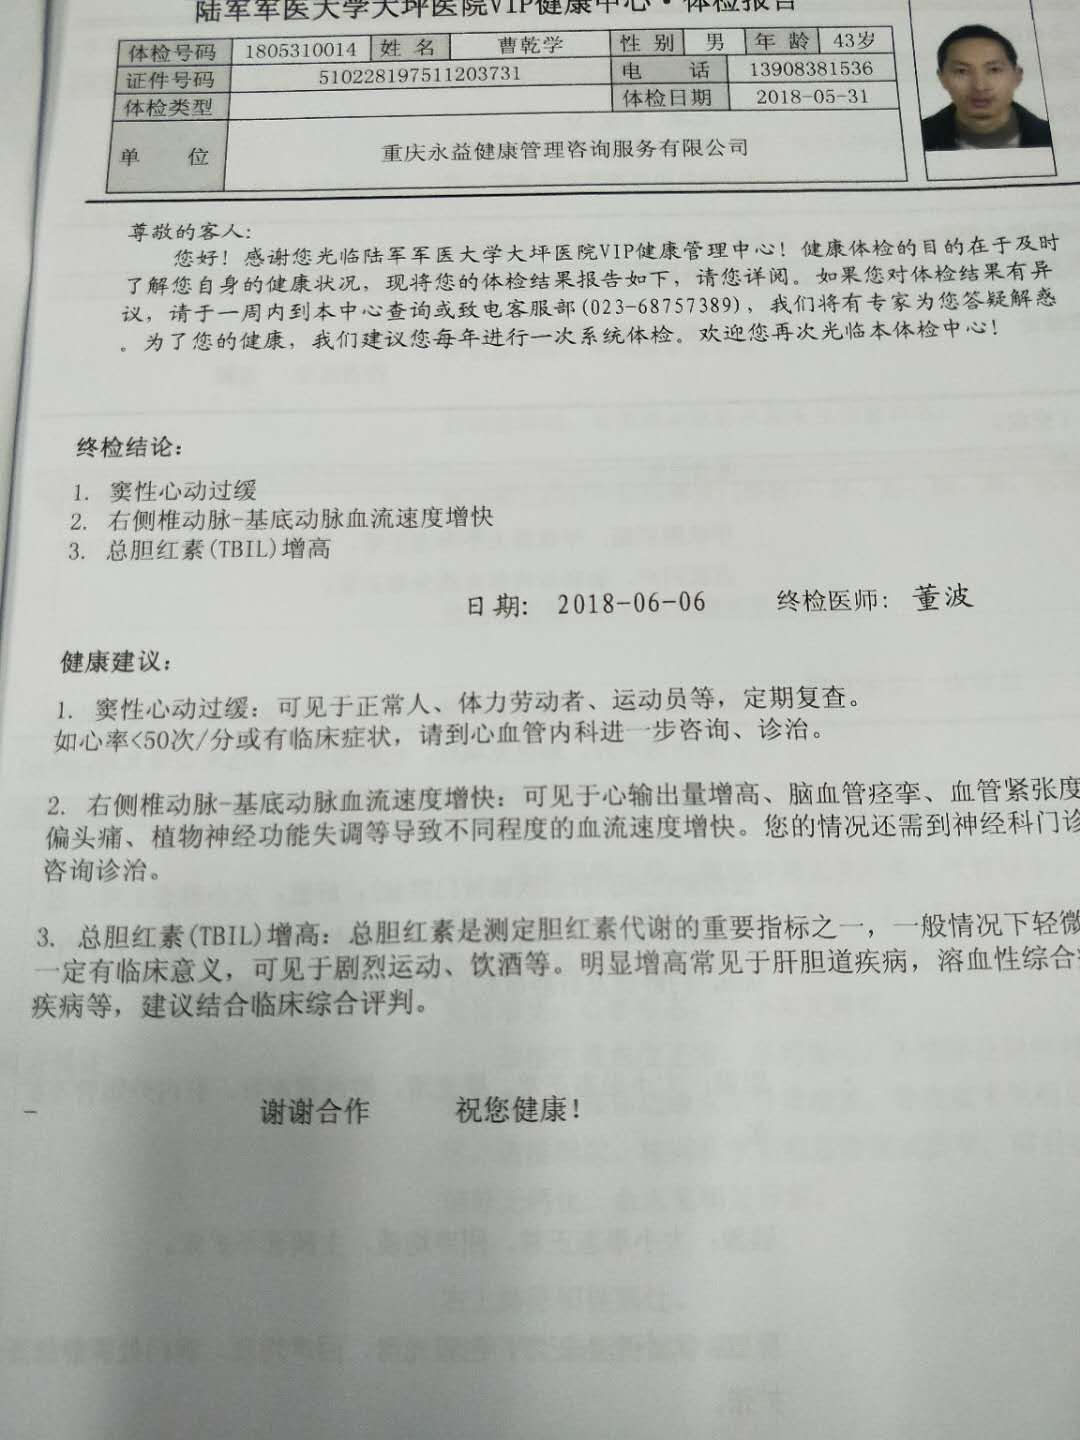 陆军军医大学大坪医院VIP健康中心·体检报告
体检号码 1805310014 姓 名 曹乾学 性 别 男 年 龄 43岁
证件号码 510228197511203731 电 话 13908381536
体检类型 体检日期 2018-05-31
单 位 重庆永益健康管理咨询服务有限公司
尊敬的客人:
您好!感谢您光临陆军军医大学大坪医院VIP健康管理中心!健康体检的目的在于及时
了解您自身的健康状况,现将您的体检结果报告如下,请您详阅。如果您对体检结果有异
议,请于一周内到本中心查询或致电客服部(023-68757389),我们将有专家为您答疑解惑
。为了您的健康,我们建议您每年进行一次系统体检。欢迎您再次光临本体检中心!
终检结论:
1. 窦性心动过缓
2. 右侧椎动脉-基底动脉血流速度增快
3. 总胆红素(TBIL)增高
日期: 2018-06-06 终检医师: 董波
健康建议:
1. 窦性心动过缓:可见于正常人、体力劳动者、运动员等,定期复查。
如心率<50次/分或有临床症状,请到心血管内科进一步咨询、诊治。
2. 右侧椎动脉-基底动脉血流速度增快:可见于心输出量增高、脑血管痉挛、血管紧张度
偏头痛、植物神经功能失调等导致不同程度的血流速度增快。您的情况还需到神经科门诊
咨询诊治。
3. 总胆红素(TBIL)增高:总胆红素是测定胆红素代谢的重要指标之一,一般情况下轻微
一定有临床意义,可见于剧烈运动、饮酒等。明显增高常见于肝胆道疾病,溶血性综合
疾病等,建议结合临床综合评判。
谢谢合作 祝您健康!